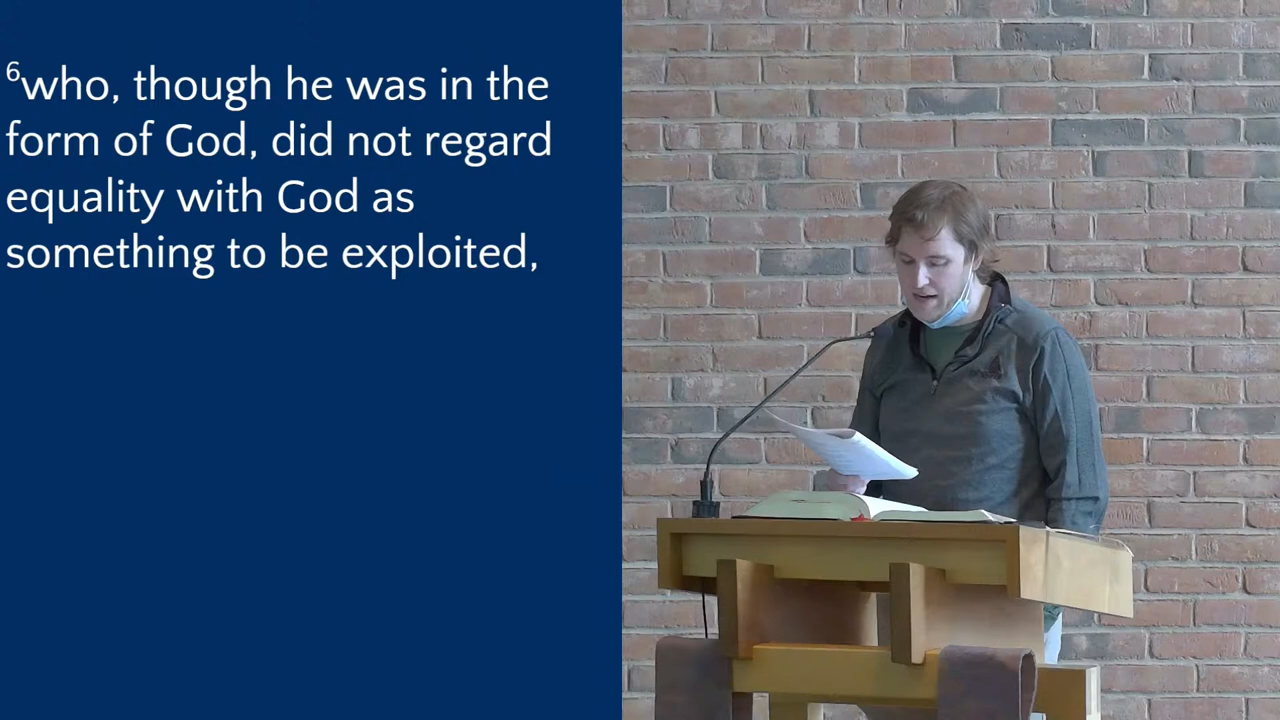 ⁶who, though he was in the
form of God, did not regard
equality with God as
something to be exploited,